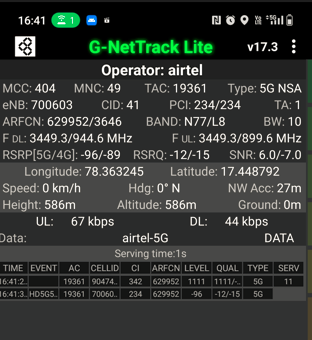 16:41 1
G-NetTrack Lite v17.3
Operator: airtel
MCC: 404 MNC: 49 TAC: 19361 Type: 5G NSA
eNB: 700603 CID: 41 PCI: 234/234 TA: 1
ARFCN: 629952/3646 BAND: N77/L8 BW: 10
F DL: 3449.3/944.6 MHz F UL: 3449.3/899.6 MHz
RSRP[5G/4G]: -96/-89 RSRQ: -12/-15 SNR: 6.0/-7.0
Longitude: 78.363245 Latitude: 17.448792
Speed: 0 km/h Hdg: 0° N NW Acc: 27m
Height: 586m Altitude: 586m Ground: 0m
UL: 67 kbps DL: 44 kbps
Data: airtel-5G DATA
Serving time:1s
TIME EVENT AC CELLID CI ARFCN LEVEL QUAL TYPE SERV
16:41:2.. 19361 90474.. 342 629952 1111 1111/-.. 5G 11
16:41:3.. HD5G5.. 19361 70060.. 234 629952 -96 -12/-15 5G